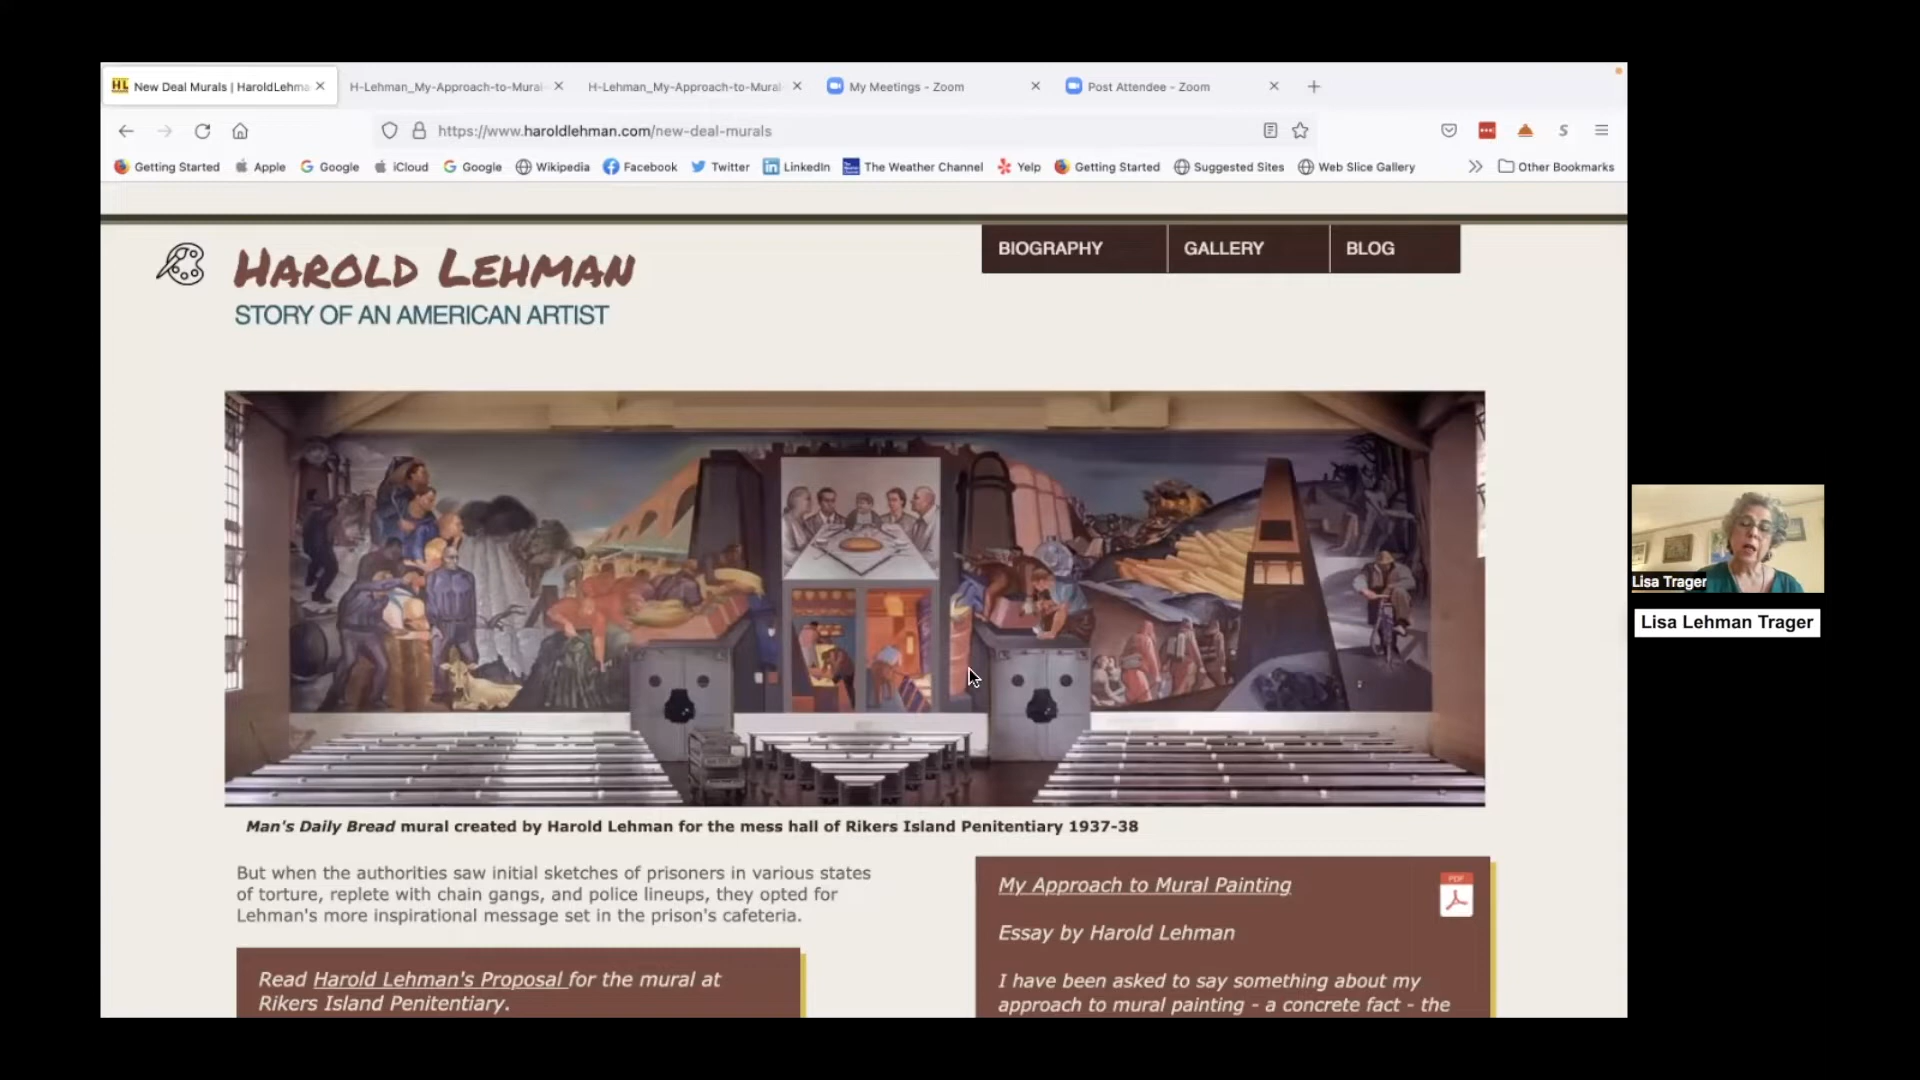 HL New Deal Murals | HaroldLehma
H-Lehman_My-Approach-to-Mural
H-Lehman_My-Approach-to-Mural
My Meetings - Zoom
Post Attendee - Zoom
https://www.haroldlehman.com/new-deal-murals
S
Getting Started
Apple
Google
iCloud
Google
Wikipedia
Facebook
Twitter
LinkedIn
The Weather Channel
Yelp
Getting Started
Suggested Sites
Web Slice Gallery
Other Bookmarks
HAROLD LEHMAN
STORY OF AN AMERICAN ARTIST
BIOGRAPHY
GALLERY
BLOG
Man's Daily Bread mural created by Harold Lehman for the mess hall of Rikers Island Penitentiary 1937-38
But when the authorities saw initial sketches of prisoners in various states
of torture, replete with chain gangs, and police lineups, they opted for
Lehman's more inspirational message set in the prison's cafeteria.
Read Harold Lehman's Proposal for the mural at
Rikers Island Penitentiary.
My Approach to Mural Painting
PDF
Essay by Harold Lehman
I have been asked to say something about my
approach to mural painting - a concrete fact - the
Lisa Trager
Lisa Lehman Trager